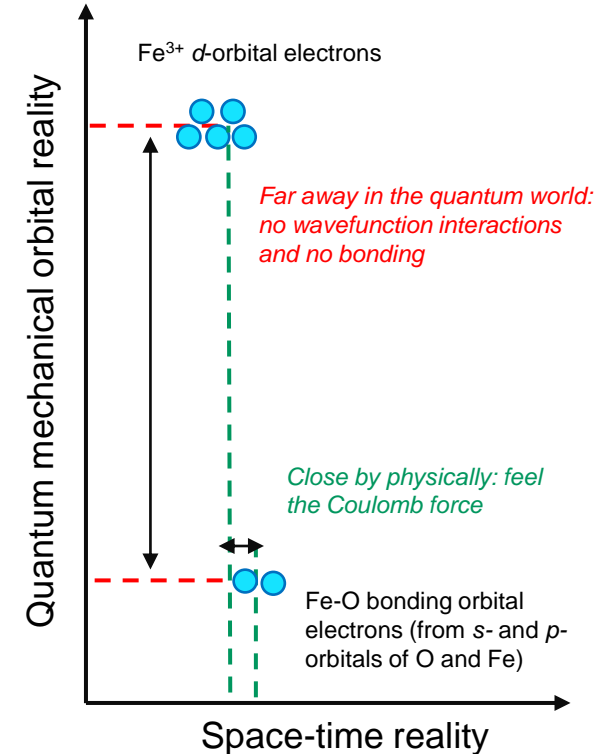 Fe³⁺ d-orbital electrons
Quantum mechanical orbital reality
Far away in the quantum world:
no wavefunction interactions
and no bonding
Close by physically: feel
the Coulomb force
Fe-O bonding orbital
electrons (from s- and p-
orbitals of O and Fe)
Space-time reality